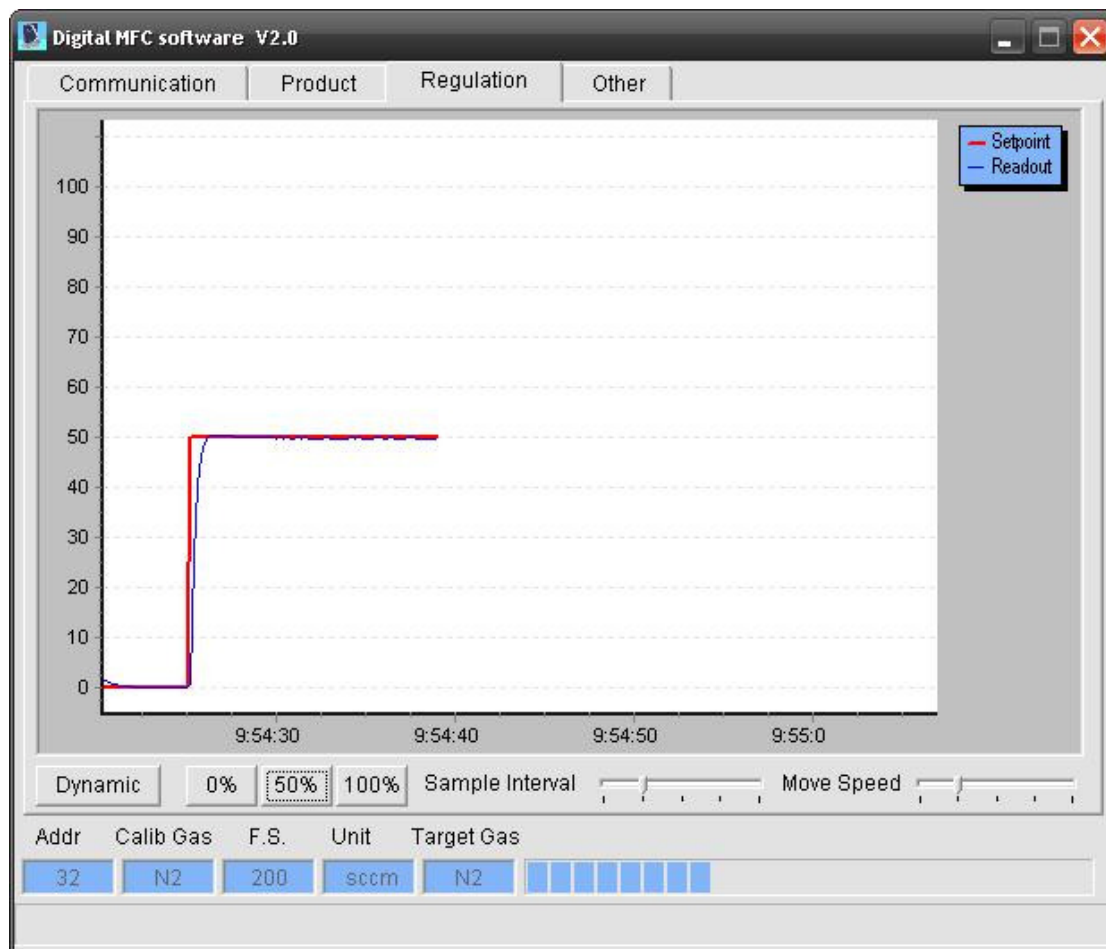 Digital MFC software V2.0
Communication Product Regulation Other
Setpoint
Readout
100
90
80
70
60
50
40
30
20
10
0
9:54:30 9:54:40 9:54:50 9:55:0
Dynamic 0% 50% 100% Sample Interval Move Speed
Addr Calib Gas F.S. Unit Target Gas
32 N2 200 sccm N2